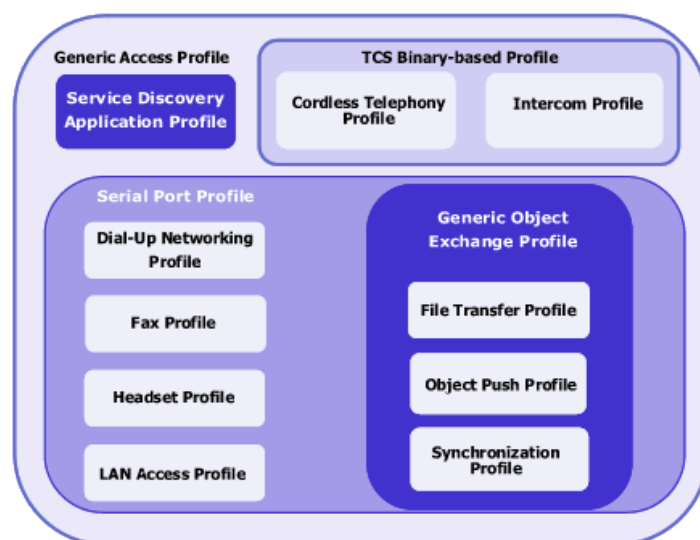 Generic Access Profile
Service Discovery
Application Profile
TCS Binary-based Profile
Cordless Telephony
Profile
Intercom Profile
Serial Port Profile
Dial-Up Networking
Profile
Fax Profile
Headset Profile
LAN Access Profile
Generic Object
Exchange Profile
File Transfer Profile
Object Push Profile
Synchronization
Profile